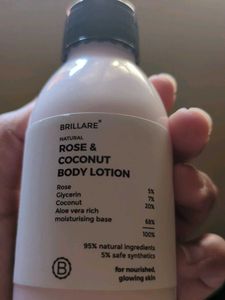 BRILLARE
NATURAL
ROSE &
COCONUT
BODY LOTION
Rose 5%
Glycerin 7%
Coconut 20%
Aloe vera rich
moisturising base 68%
100%
95% natural ingredients
5% safe synthetics
for nourished,
glowing skin
B